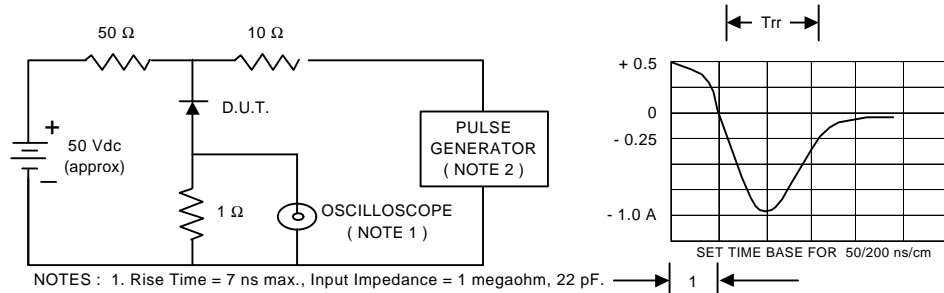 50 Ω
10 Ω
Trr
+ 0.5
D.U.T.
0
+
50 Vdc
(approx)
PULSE
GENERATOR
( NOTE 2 )
- 0.25
1 Ω
OSCILLOSCOPE
( NOTE 1 )
- 1.0 A
SET TIME BASE FOR 50/200 ns/cm
NOTES : 1. Rise Time = 7 ns max., Input Impedance = 1 megaohm, 22 pF.
1